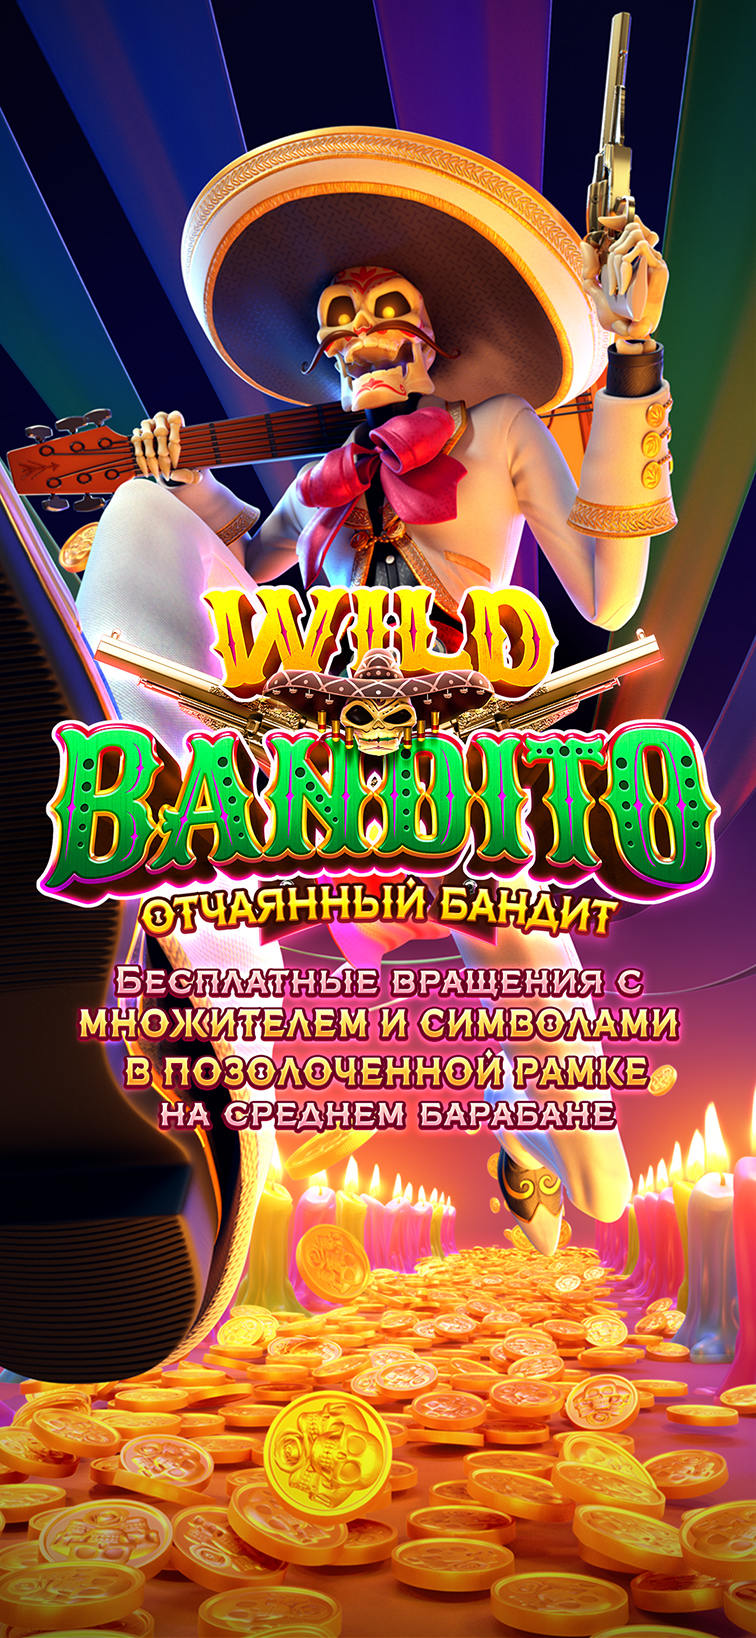 WILD
BANDITO
ОТЧАЯННЫЙ БАНДИТ
Бесплатные вращения с
множителем и символами
в позолоченной рамке
на среднем барабане